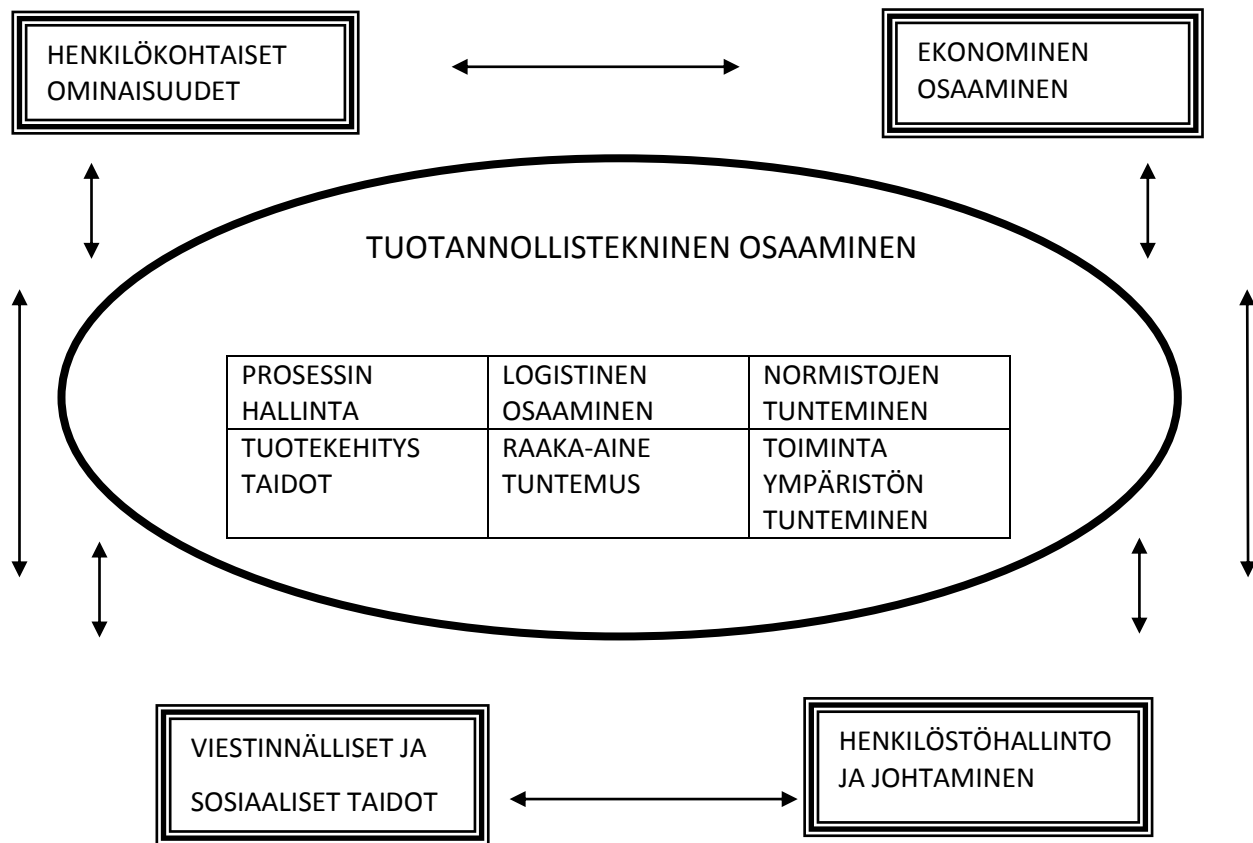 HENKILÖKOHTAISET
OMINAISUUDET
EKONOMINEN
OSAAMINEN
TUOTANNOLLISTEKNINEN OSAAMINEN
PROSESSIN
HALLINTA
LOGISTINEN
OSAAMINEN
NORMISTOJEN
TUNTEMINEN
TUOTEKEHITYS
TAIDOT
RAAKA-AINE
TUNTEMUS
TOIMINTA
YMPÄRISTÖN
TUNTEMINEN
VIESTINNÄLLISET JA
SOSIAALISET TAIDOT
HENKILÖSTÖHALLINTO
JA JOHTAMINEN